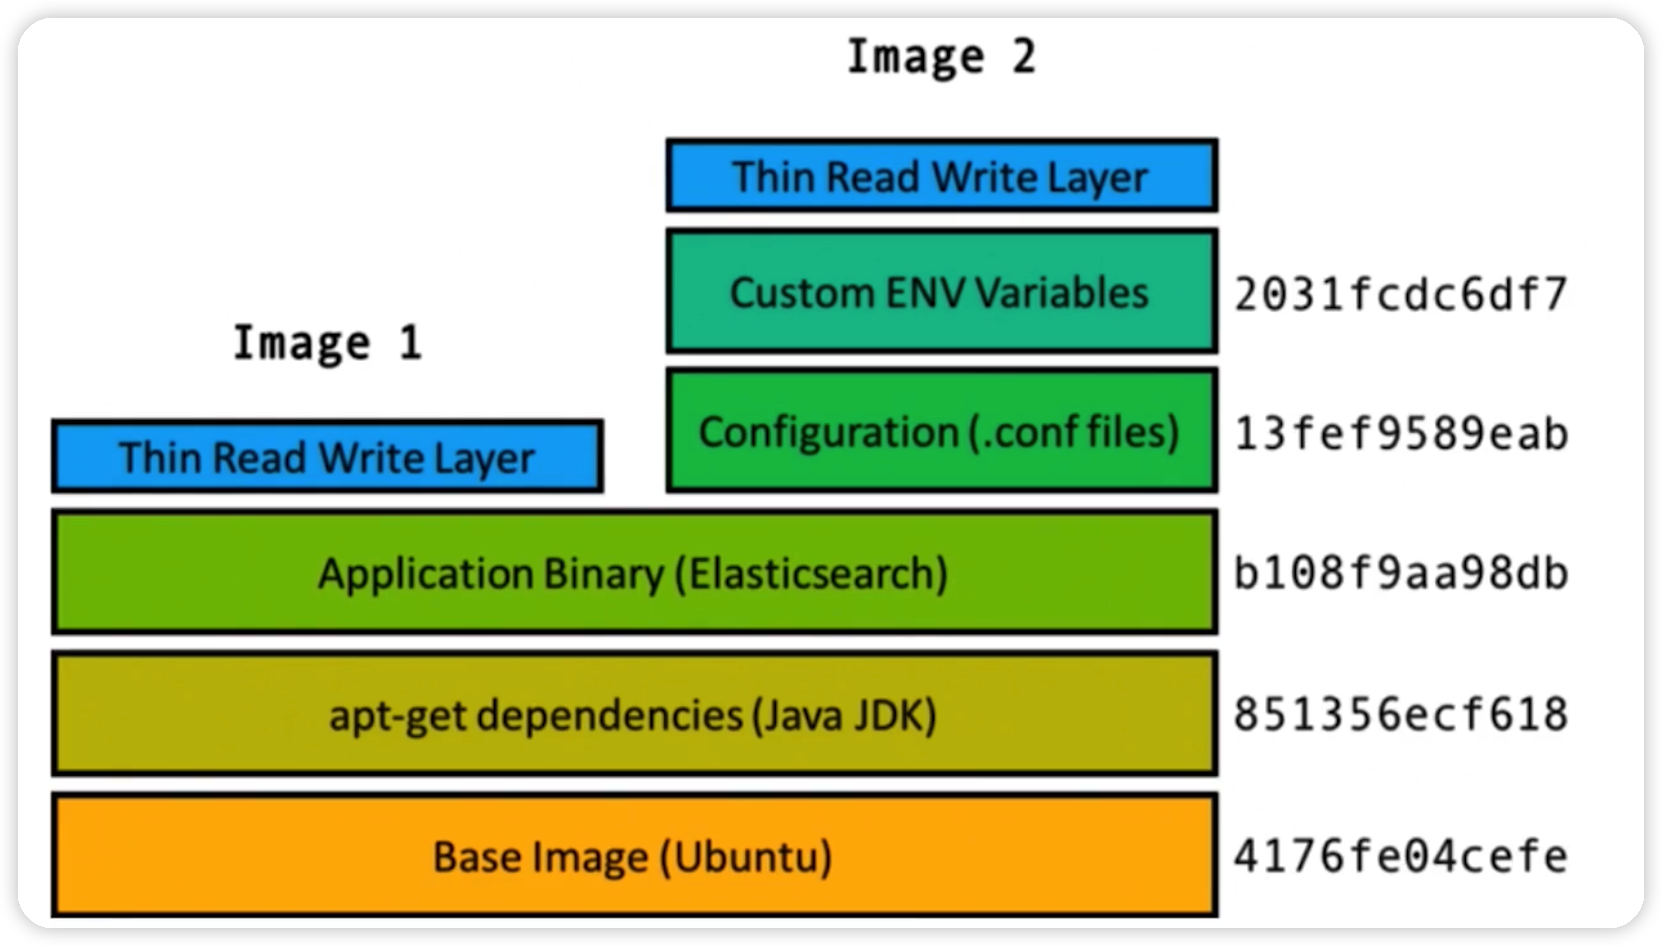 Image 2
Thin Read Write Layer
Custom ENV Variables 2031fcdc6df7
Image 1
Configuration (.conf files) 13fef9589eab
Thin Read Write Layer
Application Binary (Elasticsearch) b108f9aa98db
apt-get dependencies (Java JDK) 851356ecf618
Base Image (Ubuntu) 4176fe04cefe